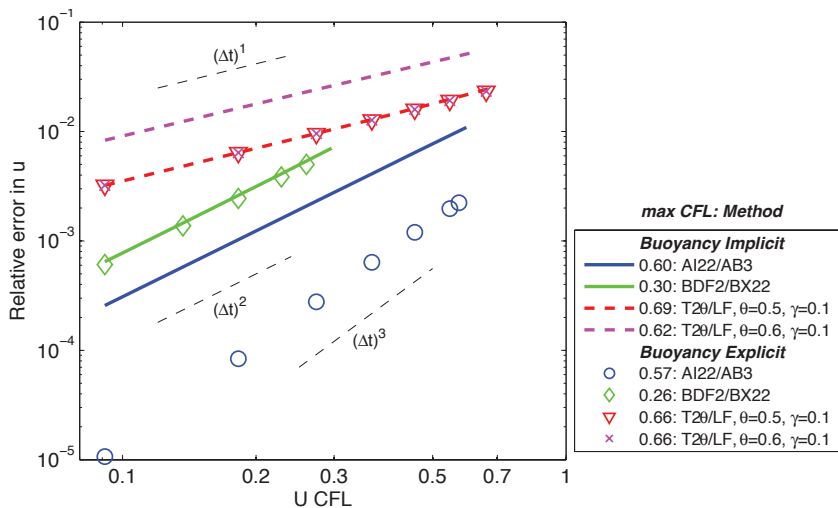 10⁻¹
10⁻²
10⁻³
10⁻⁴
10⁻⁵
Relative error in u
(Δt)¹
(Δt)²
(Δt)³
0.1
0.2
0.3
0.5
0.7
1
U CFL
max CFL: Method
Buoyancy Implicit
0.60: AI22/AB3
0.30: BDF2/BX22
0.69: T2θ/LF, θ=0.5, γ=0.1
0.62: T2θ/LF, θ=0.6, γ=0.1
Buoyancy Explicit
0.57: AI22/AB3
0.26: BDF2/BX22
0.66: T2θ/LF, θ=0.5, γ=0.1
0.66: T2θ/LF, θ=0.6, γ=0.1